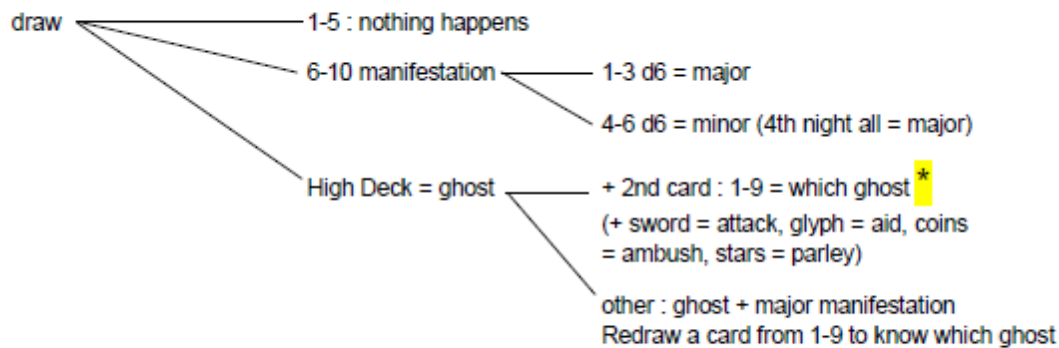 draw
1-5 : nothing happens
6-10 manifestation
1-3 d6 = major
4-6 d6 = minor (4th night all = major)
High Deck = ghost
+ 2nd card : 1-9 = which ghost *
(+ sword = attack, glyph = aid, coins
= ambush, stars = parley)
other : ghost + major manifestation
Redraw a card from 1-9 to know which ghost